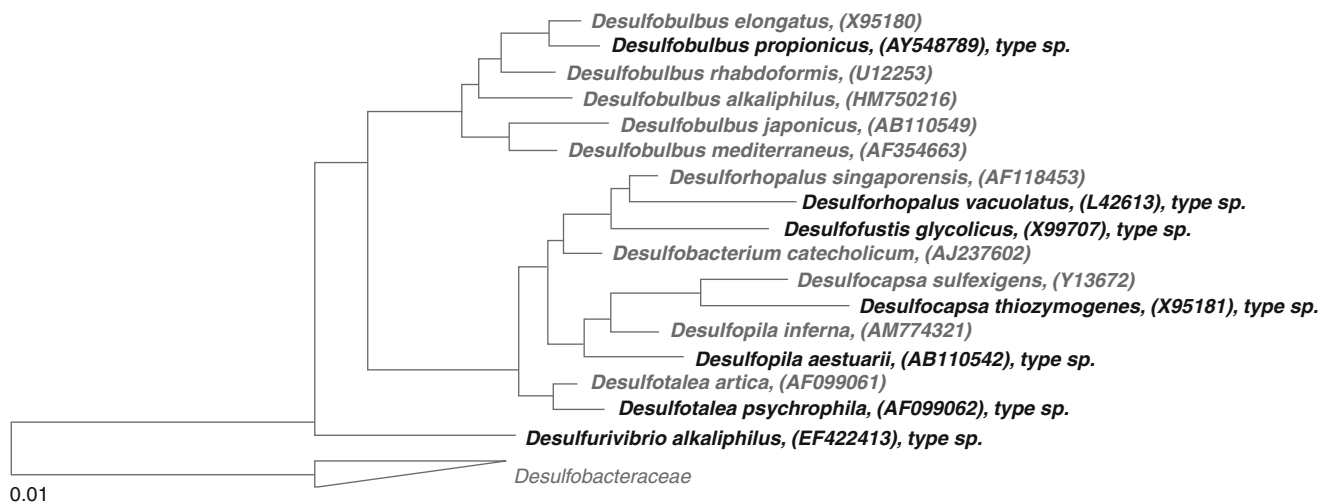 Desulfobulbus elongatus, (X95180)
Desulfobulbus propionicus, (AY548789), type sp.
Desulfobulbus rhabdoformis, (U12253)
Desulfobulbus alkaliphilus, (HM750216)
Desulfobulbus japonicus, (AB110549)
Desulfobulbus mediterraneus, (AF354663)
Desulforhopalus singaporensis, (AF118453)
Desulforhopalus vacuolatus, (L42613), type sp.
Desulfofustis glycolicus, (X99707), type sp.
Desulfobacterium catecholicum, (AJ237602)
Desulfocapsa sulfexigens, (Y13672)
Desulfocapsa thiozymogenes, (X95181), type sp.
Desulfopila inferna, (AM774321)
Desulfopila aestuarii, (AB110542), type sp.
Desulfotalea artica, (AF099061)
Desulfotalea psychrophila, (AF099062), type sp.
Desulfurivibrio alkaliphilus, (EF422413), type sp.
Desulfobacteraceae
0.01